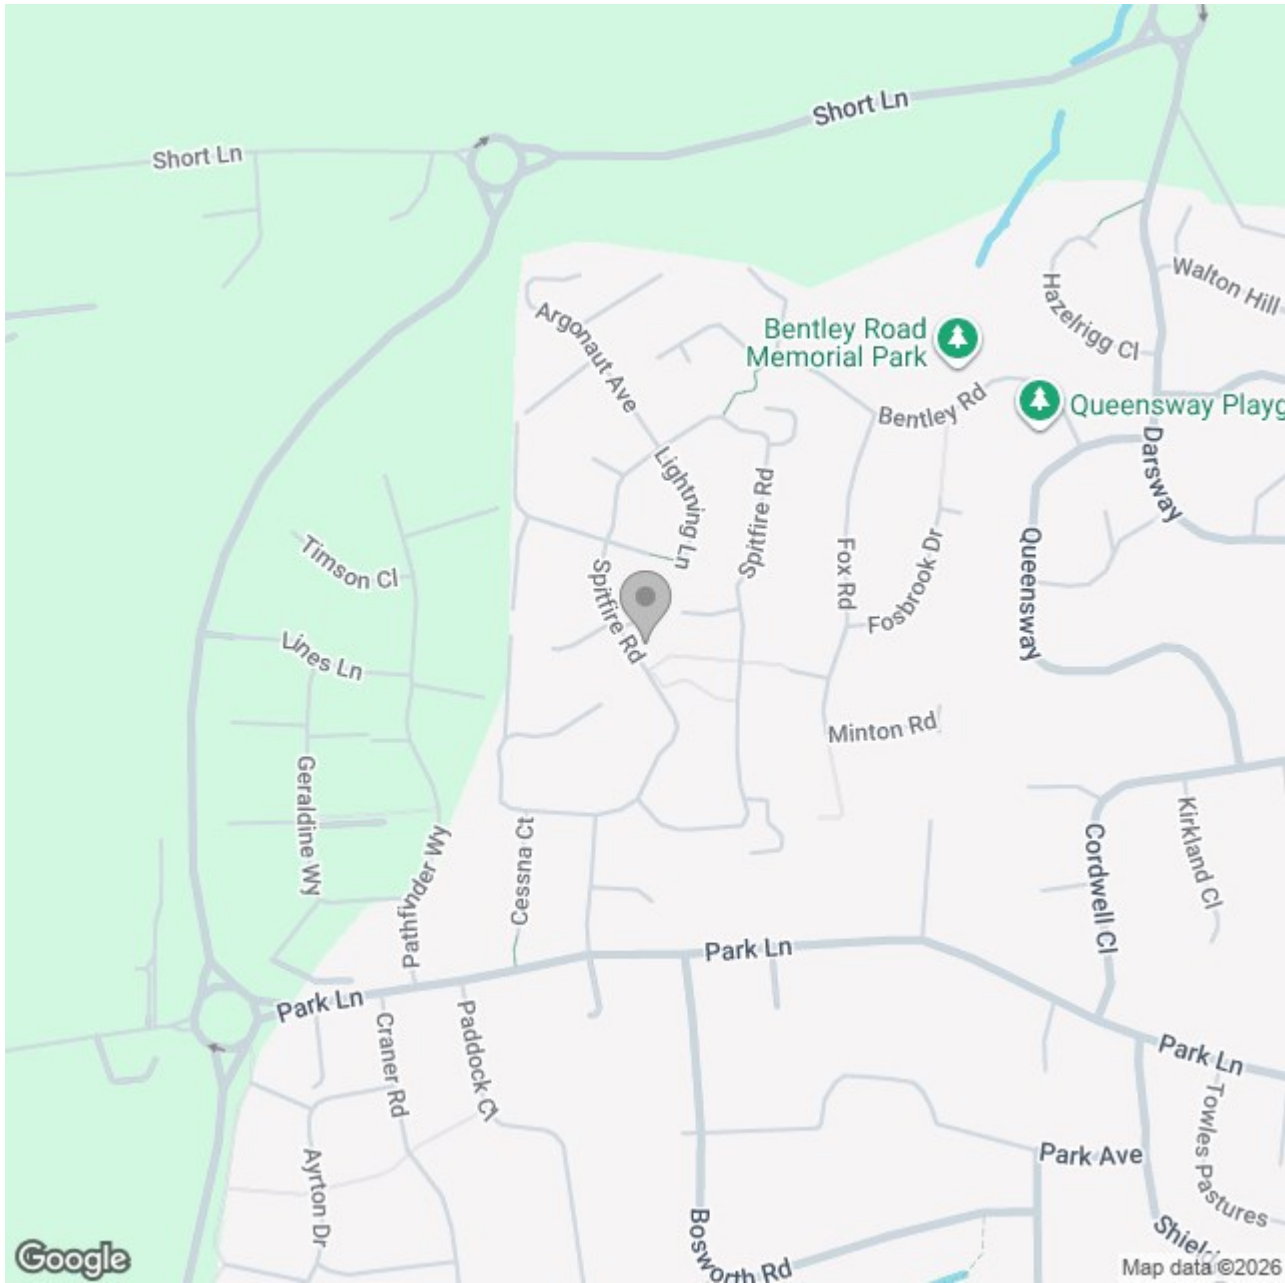 Short Ln
Short Ln
Walton Hill
Hazelrigg Cl
Argonaut Ave
Bentley Road
Memorial Park
Bentley Rd
Queensway Playg
Darsway
Lightning Ln
Spitfire Rd
Timson Cl
Spitfire Rd
Fox Rd
Fosbrook Dr
Queensway
Lines Ln
Minton Rd
Geraldine Wy
Pathfinder Wy
Cessna Ct
Cordwell Cl
Kirkland Cl
Park Ln
Park Ln
Craner Rd
Paddock Cl
Park Ln
Towles Pastures
Ayrton Dr
Park Ave
Bosworth Rd
Shield
Google
Map data ©2026